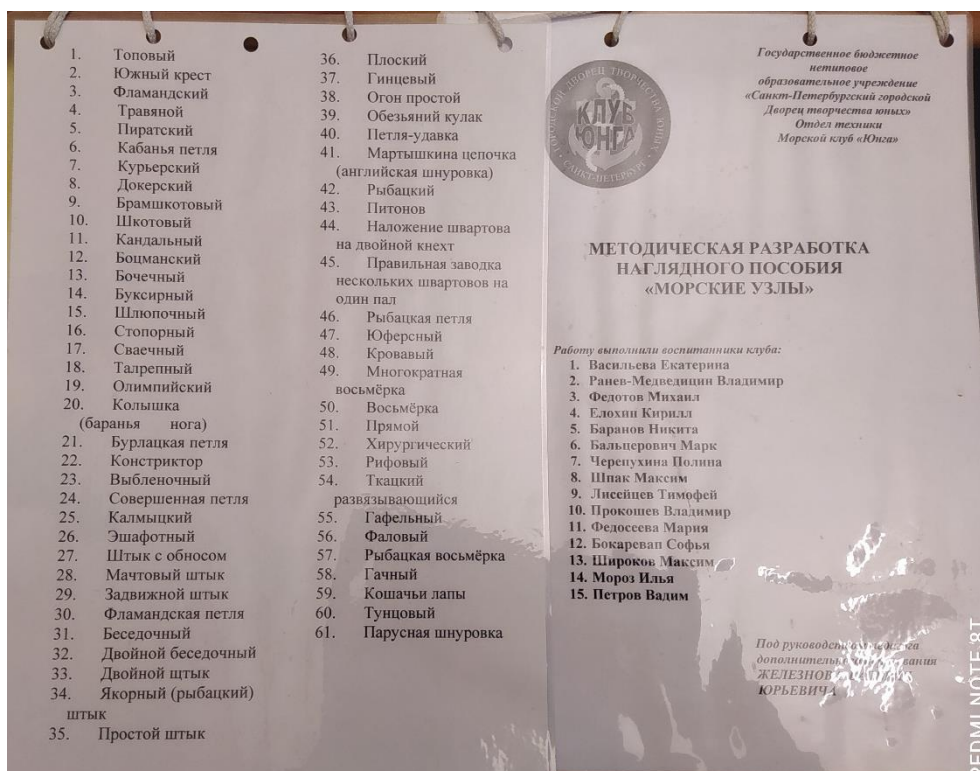 1. Топовый
2. Южный крест
3. Фламандский
4. Травяной
5. Пиратский
6. Кабанья петля
7. Курьерский
8. Докерский
9. Брамшкотовый
10. Шкотовый
11. Кандальный
12. Боцманский
13. Бочечный
14. Буксирный
15. Шлюпочный
16. Стопорный
17. Сваечный
18. Талрепный
19. Олимпийский
20. Колышка
(баранья нога)
21. Бурлацкая петля
22. Констриктор
23. Выбленочный
24. Совершенная петля
25. Калмыцкий
26. Эшафотный
27. Штык с обносом
28. Мачтовый штык
29. Задвижной штык
30. Фламандская петля
31. Беседочный
32. Двойной беседочный
33. Двойной щтык
34. Якорный (рыбацкий)
штык
35. Простой штык
36. Плоский
37. Гинцевый
38. Огон простой
39. Обезьяний кулак
40. Петля-удавка
41. Мартышкина цепочка
(английская шнуровка)
42. Рыбацкий
43. Питонов
44. Наложение швартова
на двойной кнехт
45. Правильная заводка
нескольких швартовов на
один пал
46. Рыбацкая петля
47. Юферсный
48. Кровавый
49. Многократная
восьмёрка
50. Восьмёрка
51. Прямой
52. Хирургический
53. Рифовый
54. Ткацкий
развязывающийся
55. Гафельный
56. Фаловый
57. Рыбацкая восьмёрка
58. Гачный
59. Кошачьи лапы
60. Тунцовый
61. Парусная шнуровка
Государственное бюджетное
нетиповое
образовательное учреждение
«Санкт-Петербургский городской
Дворец творчества юных»
Отдел техники
Морской клуб «Юнга»
ГОРОДСКОЙ ДВОРЕЦ ТВОРЧЕСТВА ЮНЫХ
КЛУБ
ЮНГА
САНКТ-ПЕТЕРБУРГ
МЕТОДИЧЕСКАЯ РАЗРАБОТКА
НАГЛЯДНОГО ПОСОБИЯ
«МОРСКИЕ УЗЛЫ»
Работу выполнили воспитанники клуба:
1. Васильева Екатерина
2. Ранев-Медведицин Владимир
3. Федотов Михаил
4. Елохин Кирилл
5. Баранов Никита
6. Бальцерович Марк
7. Черепухина Полина
8. Шпак Максим
9. Лисейцев Тимофей
10. Прокошев Владимир
11. Федосеева Мария
12. Бокареван Софья
13. Широков Максим
14. Мороз Илья
15. Петров Вадим
Под
дополнительного
ЮРЬЕВИЧА
REDMI NOTE 8T